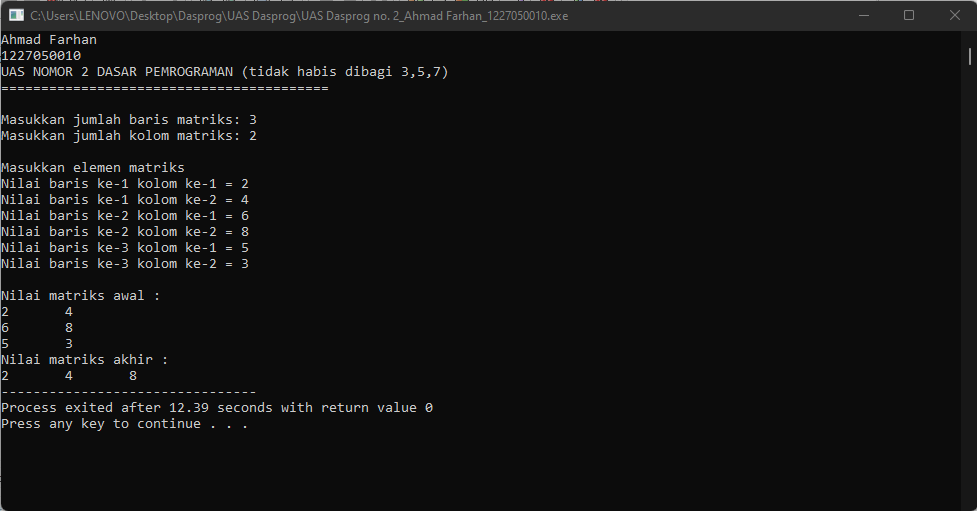 C:\Users\LENOVO\Desktop\Dasprog\UAS Dasprog\UAS Dasprog no. 2_Ahmad Farhan_1227050010.exe
Ahmad Farhan
1227050010
UAS NOMOR 2 DASAR PEMROGRAMAN (tidak habis dibagi 3,5,7)
=========================================
Masukkan jumlah baris matriks: 3
Masukkan jumlah kolom matriks: 2
Masukkan elemen matriks
Nilai baris ke-1 kolom ke-1 = 2
Nilai baris ke-1 kolom ke-2 = 4
Nilai baris ke-2 kolom ke-1 = 6
Nilai baris ke-2 kolom ke-2 = 8
Nilai baris ke-3 kolom ke-1 = 5
Nilai baris ke-3 kolom ke-2 = 3
Nilai matriks awal :
2       4
6       8
5       3
Nilai matriks akhir :
2       4       8
--------------------------------
Process exited after 12.39 seconds with return value 0
Press any key to continue . . .